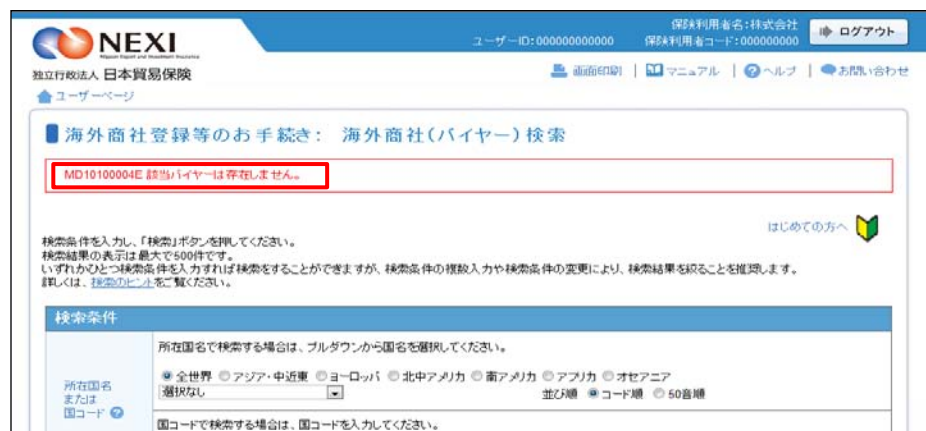 NEXI
Nippon Export and Investment Insurance
独立行政法人 日本貿易保険
ユーザーID:000000000000
保険利用者名:株式会社
保険利用者コード:000000000
ログアウト
画面印刷 | マニュアル | ヘルプ | お問い合わせ
ユーザーページ
海外商社登録等のお手続き: 海外商社(バイヤー)検索
MD10100004E 該当バイヤーは存在しません。
はじめての方へ
検索条件を入力し、「検索」ボタンを押してください。
検索結果の表示は最大で500件です。
いずれかひとつ検索条件を入力すれば検索をすることができますが、検索条件の複数入力や検索条件の変更により、検索結果を絞ることを推奨します。
詳しくは、検索のヒントをご覧ください。
検索条件
所在国名
または
国コード
所在国名で検索する場合は、プルダウンから国名を選択してください。
全世界 アジア・中近東 ヨーロッパ 北中アメリカ 南アメリカ アフリカ オセアニア
選択なし 並び順 コード順 50音順
国コードで検索する場合は、国コードを入力してください。